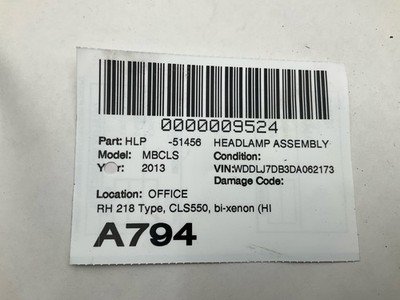 0000009524
Part: HLP -51456 HEADLAMP ASSEMBLY
Model: MBCLS Condition:
Year: 2013 VIN:WDDLJ7DB3DA062173
Damage Code:
Location: OFFICE
RH 218 Type, CLS550, bi-xenon (HI
A794